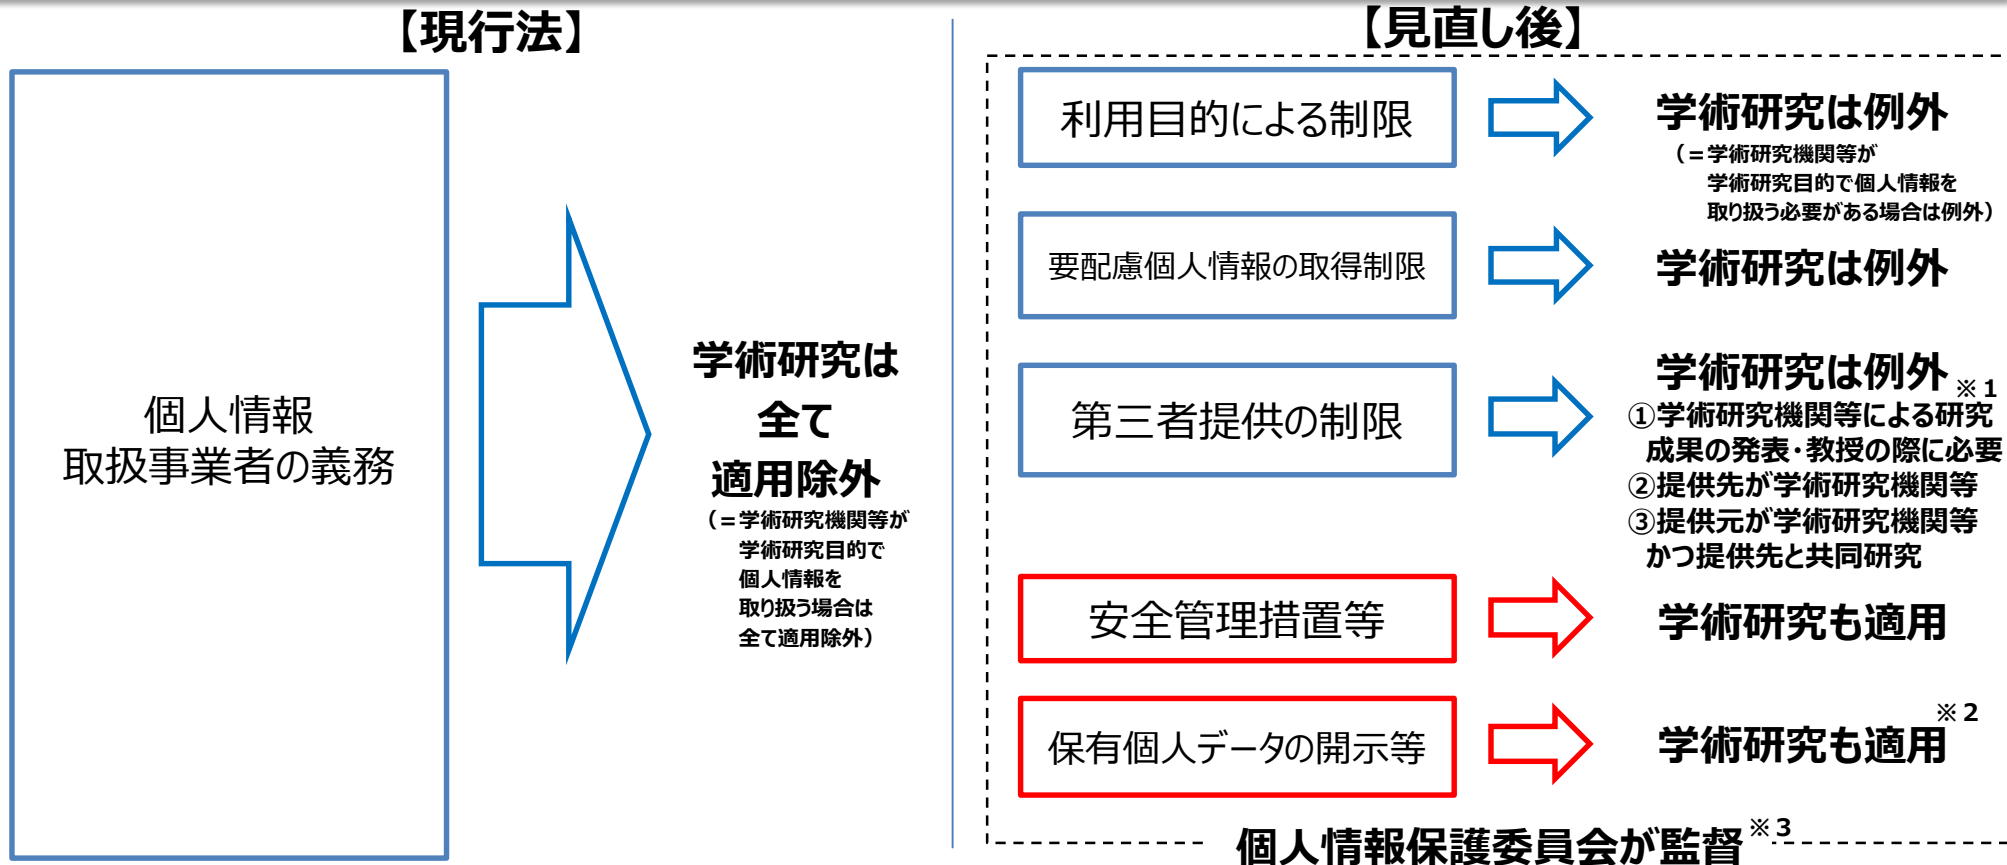 【現行法】
個人情報
取扱事業者の義務
学術研究は
全て
適用除外
（＝学術研究機関等が
学術研究目的で
個人情報を
取り扱う場合は
全て適用除外）
【見直し後】
利用目的による制限
学術研究は例外
（＝学術研究機関等が
学術研究目的で個人情報を
取り扱う必要がある場合は例外）
要配慮個人情報の取得制限
学術研究は例外
第三者提供の制限
学術研究は例外※１
①学術研究機関等による研究
成果の発表・教授の際に必要
②提供先が学術研究機関等
③提供元が学術研究機関等
かつ提供先と共同研究
安全管理措置等
学術研究も適用
保有個人データの開示等
学術研究も適用※２
個人情報保護委員会が監督※３